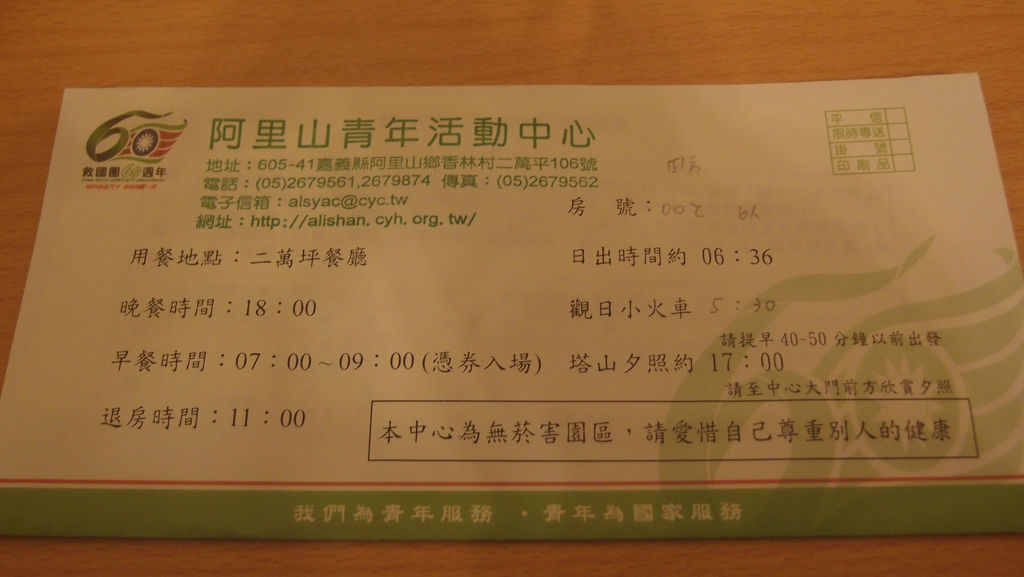 60
救國團60週年
阿里山青年活動中心
地址：605-41嘉義縣阿里山鄉香林村二萬平106號
電話：(05)2679561,2679874 傳真：(05)2679562
電子信箱：alsyac@cyc.tw
網址：http://alishan.cyh.org.tw/
平信
限時專送
掛號
印刷品
房 號：002
用餐地點：二萬坪餐廳
日出時間約 06：36
晚餐時間：18：00
觀日小火車 5：30
請提早 40~50 分鐘以前出發
早餐時間：07：00～09：00(憑券入場)
塔山夕照約 17：00
請至中心大門前方欣賞夕照
退房時間：11：00
本中心為無菸害園區，請愛惜自己尊重別人的健康
我們為青年服務 ‧ 青年為國家服務